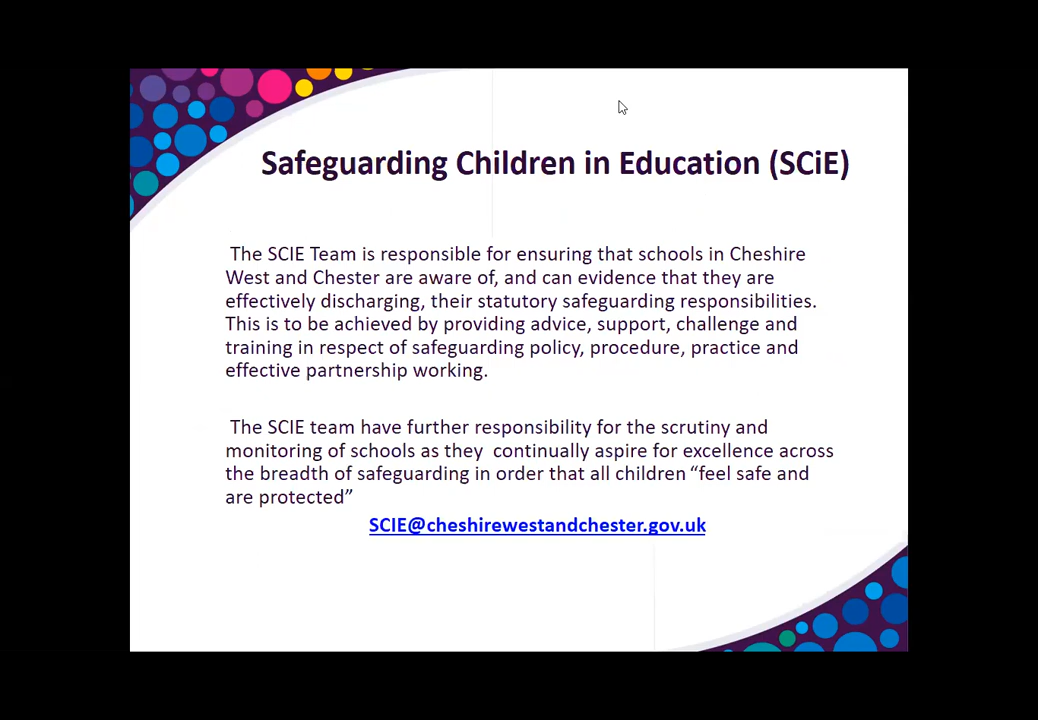 Safeguarding Children in Education (SCiE)
The SCIE Team is responsible for ensuring that schools in Cheshire
West and Chester are aware of, and can evidence that they are
effectively discharging, their statutory safeguarding responsibilities.
This is to be achieved by providing advice, support, challenge and
training in respect of safeguarding policy, procedure, practice and
effective partnership working.
The SCIE team have further responsibility for the scrutiny and
monitoring of schools as they  continually aspire for excellence across
the breadth of safeguarding in order that all children “feel safe and
are protected”
SCIE@cheshirewestandchester.gov.uk